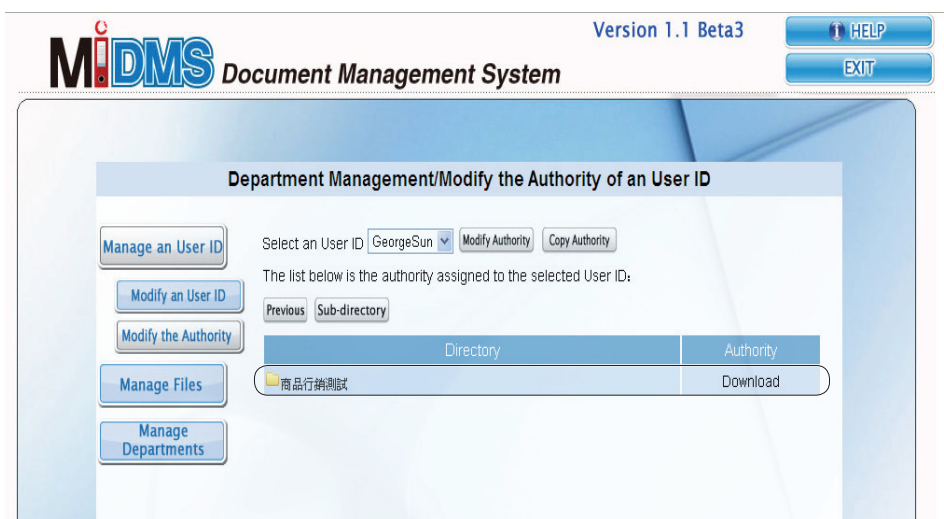 Version 1.1 Beta3
HELP
MiDMS Document Management System
EXIT
Department Management/Modify the Authority of an User ID
Manage an User ID
Select an User ID GeorgeSun Modify Authority Copy Authority
The list below is the authority assigned to the selected User ID:
Modify an User ID
Previous Sub-directory
Modify the Authority
Directory Authority
商品行銷測試 Download
Manage Files
Manage
Departments